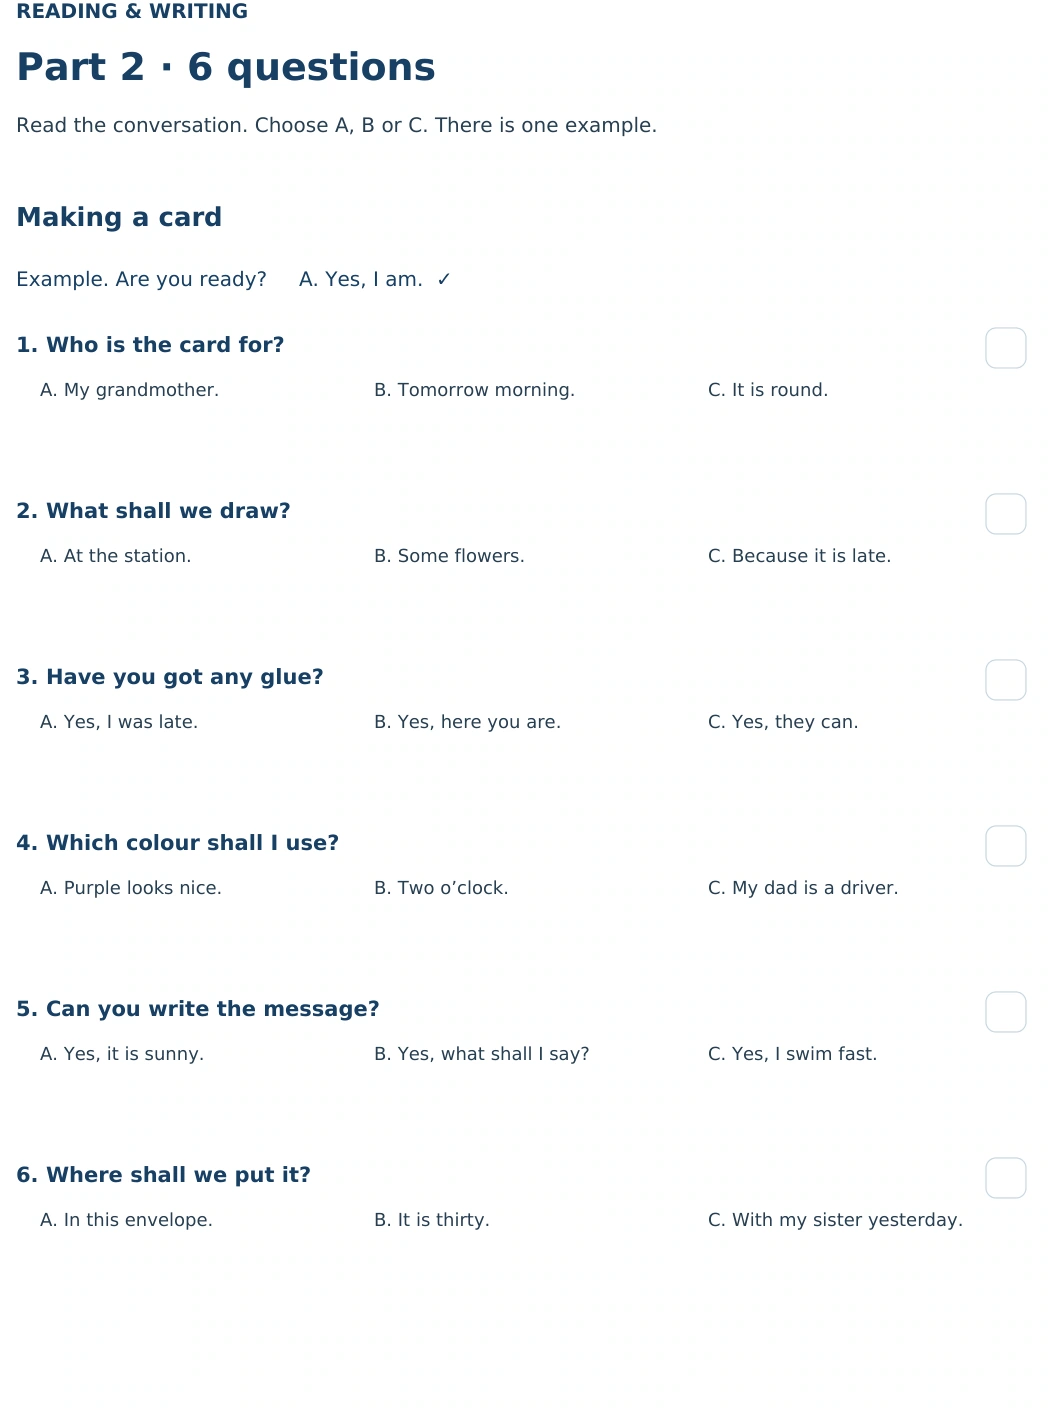 READING & WRITING
Part 2 · 6 questions
Read the conversation. Choose A, B or C. There is one example.
Making a card
Example. Are you ready? A. Yes, I am. ✓
1. Who is the card for?
A. My grandmother. B. Tomorrow morning. C. It is round.
2. What shall we draw?
A. At the station. B. Some flowers. C. Because it is late.
3. Have you got any glue?
A. Yes, I was late. B. Yes, here you are. C. Yes, they can.
4. Which colour shall I use?
A. Purple looks nice. B. Two o’clock. C. My dad is a driver.
5. Can you write the message?
A. Yes, it is sunny. B. Yes, what shall I say? C. Yes, I swim fast.
6. Where shall we put it?
A. In this envelope. B. It is thirty. C. With my sister yesterday.